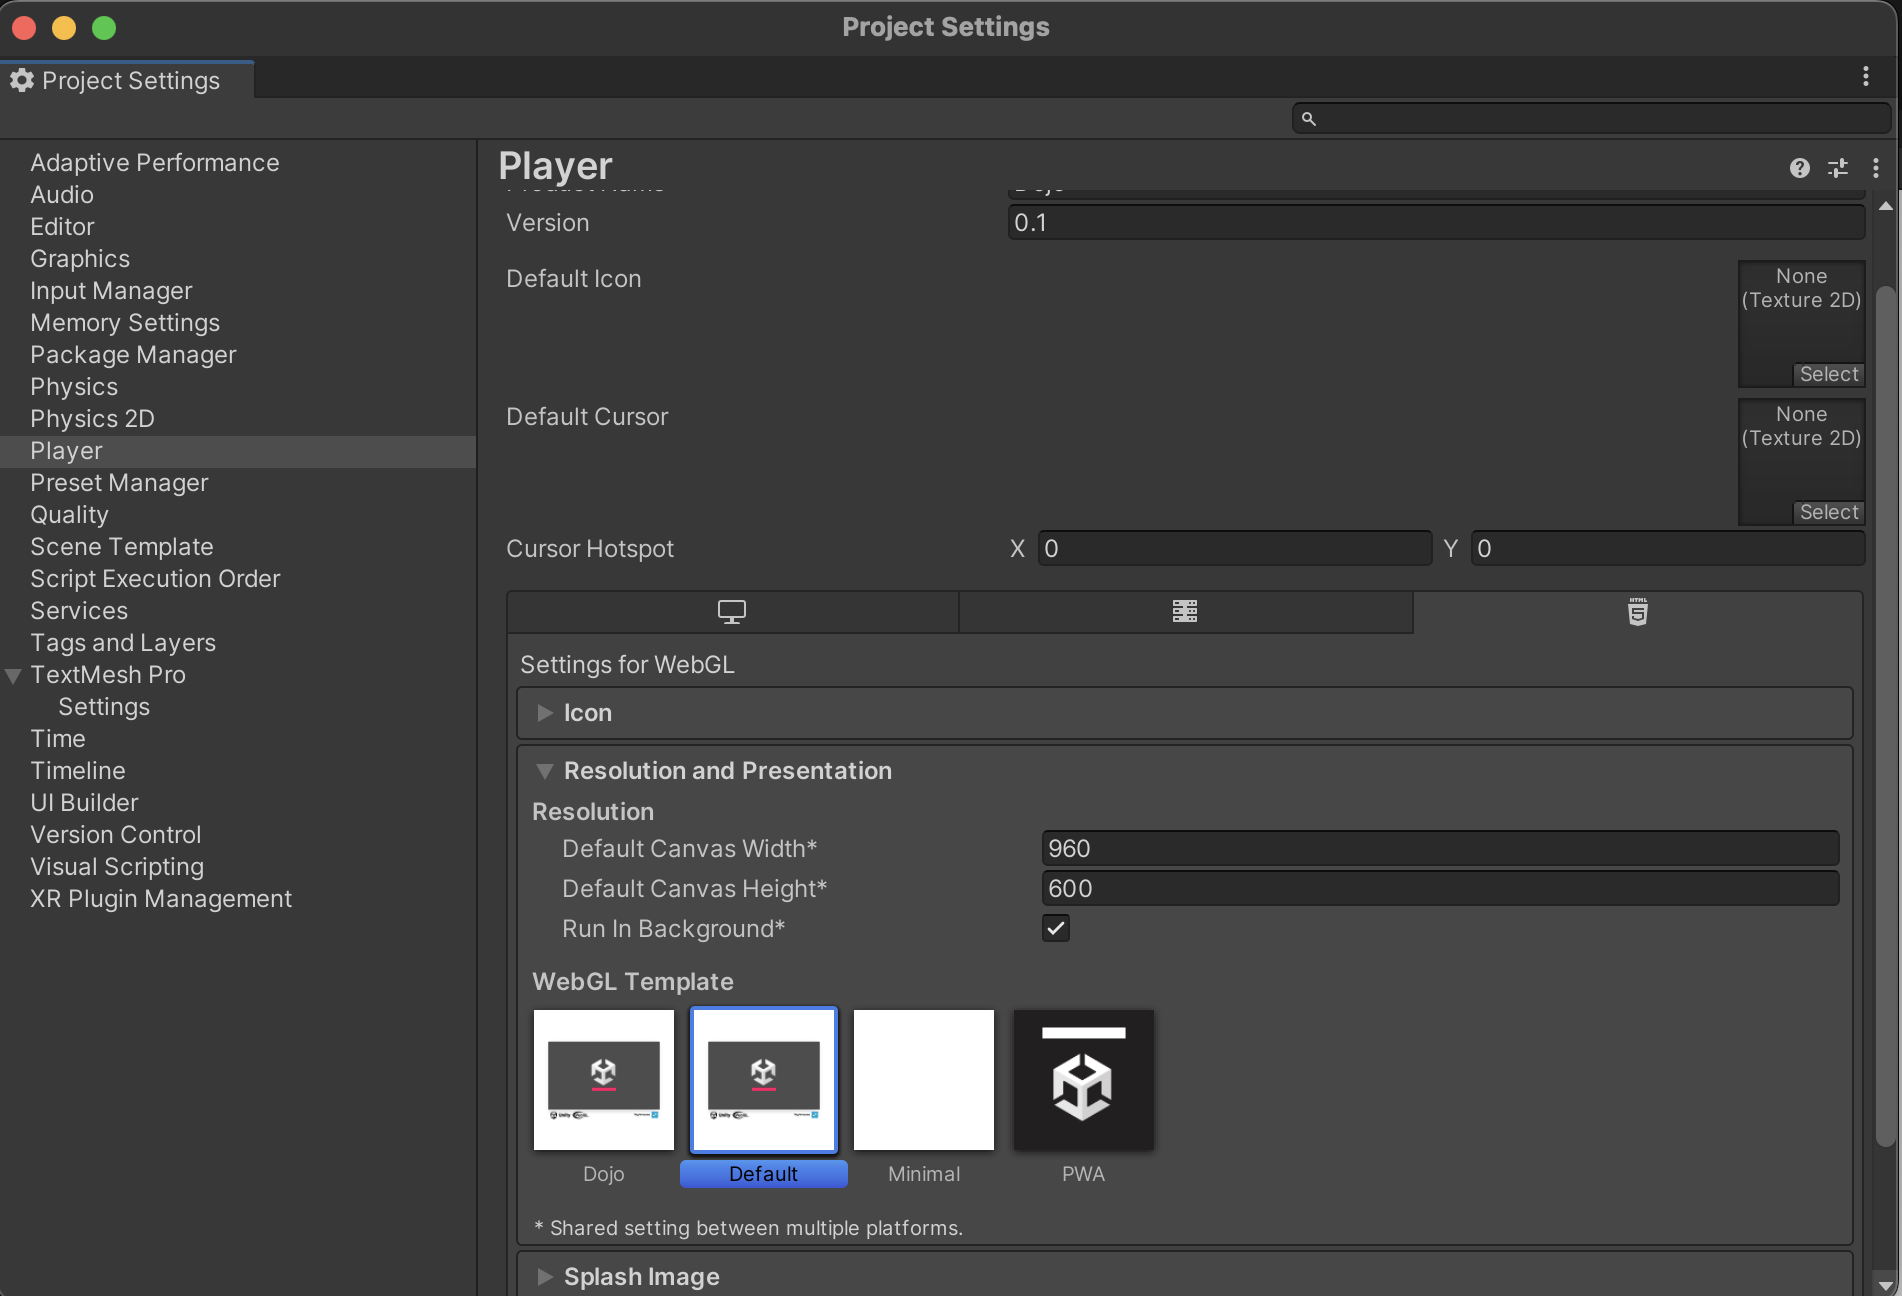 Project Settings
Project Settings
Adaptive Performance
Audio
Editor
Graphics
Input Manager
Memory Settings
Package Manager
Physics
Physics 2D
Player
Preset Manager
Quality
Scene Template
Script Execution Order
Services
Tags and Layers
TextMesh Pro
Settings
Time
Timeline
UI Builder
Version Control
Visual Scripting
XR Plugin Management
Player
Version 0.1
Default Icon
None
(Texture 2D)
Select
Default Cursor
None
(Texture 2D)
Select
Cursor Hotspot X 0 Y 0
Settings for WebGL
Icon
Resolution and Presentation
Resolution
Default Canvas Width* 960
Default Canvas Height* 600
Run In Background*
WebGL Template
Dojo Default Minimal PWA
* Shared setting between multiple platforms.
Splash Image